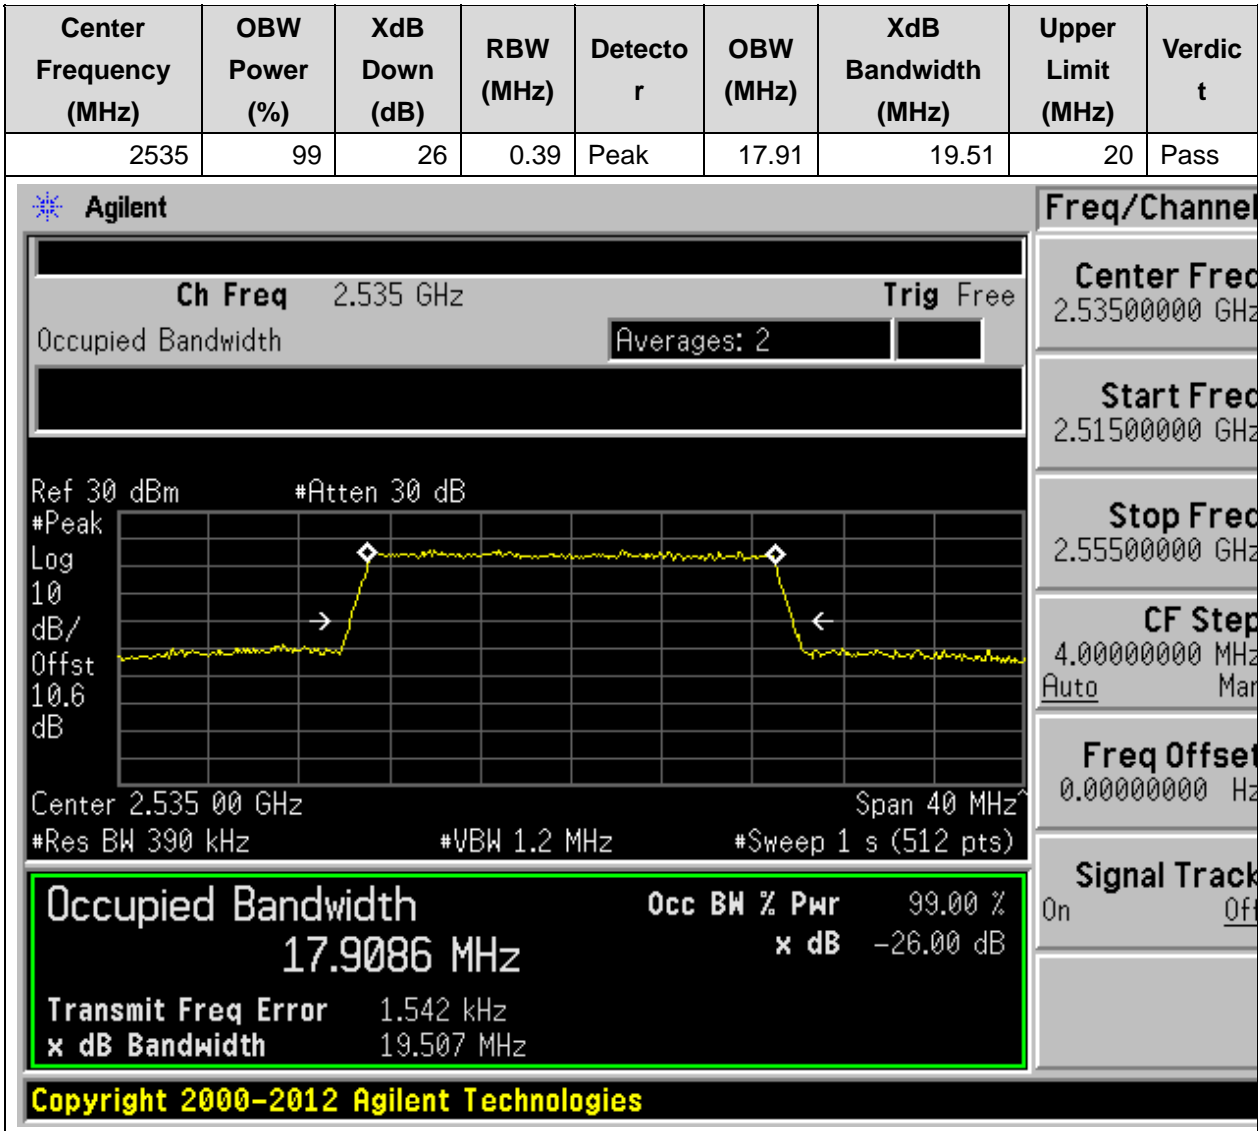 Center Frequency (MHz) OBW Power (%) XdB Down (dB) RBW (MHz) Detector OBW (MHz) XdB Bandwidth (MHz) Upper Limit (MHz) Verdict
2535 99 26 0.39 Peak 17.91 19.51 20 Pass
Agilent
Freq/Channel
Ch Freq 2.535 GHz Trig Free
Occupied Bandwidth Averages: 2
Ref 30 dBm #Atten 30 dB
#Peak
Log
10
dB/
Offst
10.6
dB
Center 2.535 00 GHz Span 40 MHz^
#Res BW 390 kHz #VBW 1.2 MHz #Sweep 1 s (512 pts)
Occupied Bandwidth Occ BW % Pwr 99.00 %
17.9086 MHz x dB -26.00 dB
Transmit Freq Error 1.542 kHz
x dB Bandwidth 19.507 MHz
Center Freq
2.53500000 GHz
Start Freq
2.51500000 GHz
Stop Freq
2.55500000 GHz
CF Step
4.00000000 MHz
Auto Man
Freq Offset
0.00000000 Hz
Signal Track
On Off
Copyright 2000-2012 Agilent Technologies